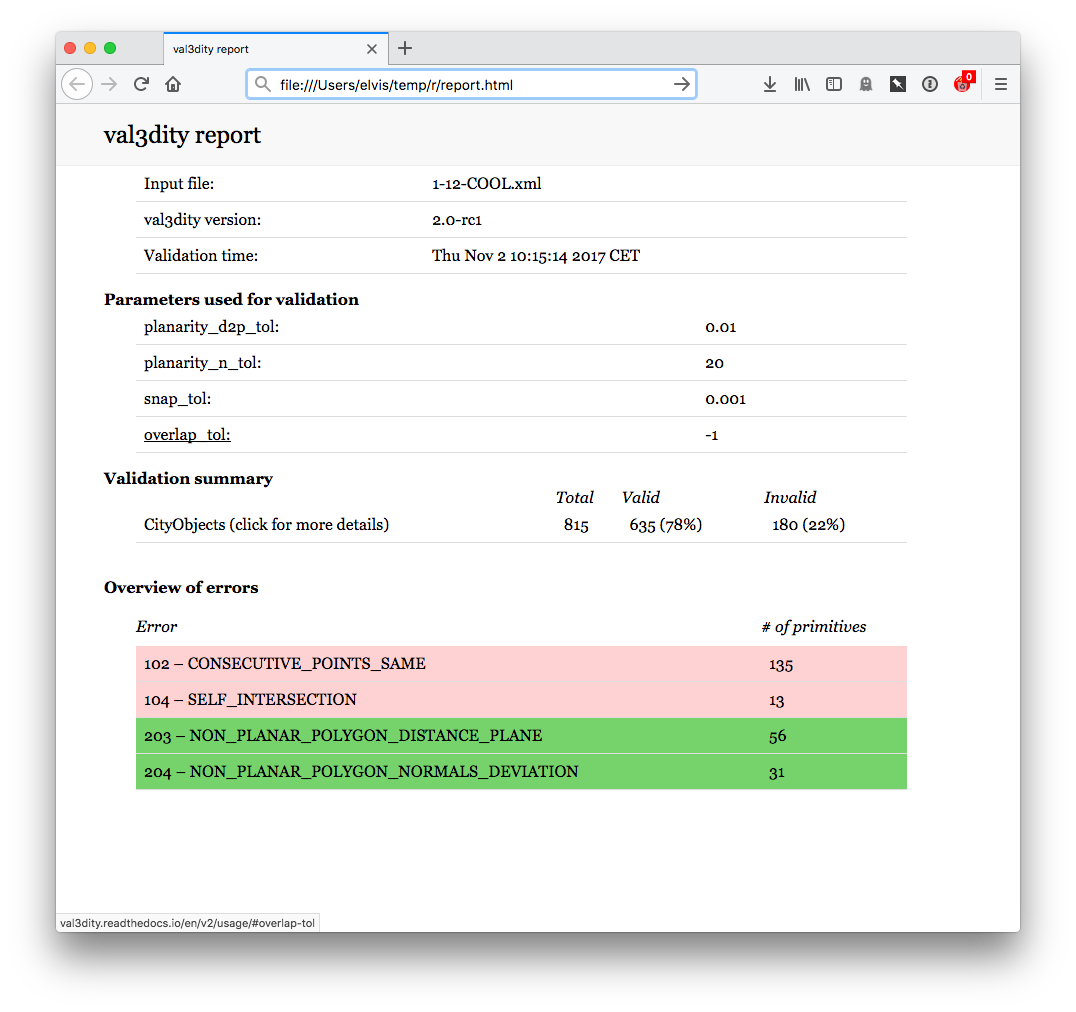 val3dity report
file:///Users/elvis/temp/r/report.html
0
val3dity report
Input file: 1-12-COOL.xml
val3dity version: 2.0-rc1
Validation time: Thu Nov 2 10:15:14 2017 CET
Parameters used for validation
planarity_d2p_tol: 0.01
planarity_n_tol: 20
snap_tol: 0.001
overlap_tol: -1
Validation summary
Total Valid Invalid
CityObjects (click for more details) 815 635 (78%) 180 (22%)
Overview of errors
Error # of primitives
102 – CONSECUTIVE_POINTS_SAME 135
104 – SELF_INTERSECTION 13
203 – NON_PLANAR_POLYGON_DISTANCE_PLANE 56
204 – NON_PLANAR_POLYGON_NORMALS_DEVIATION 31
val3dity.readthedocs.io/en/v2/usage/#overlap-tol